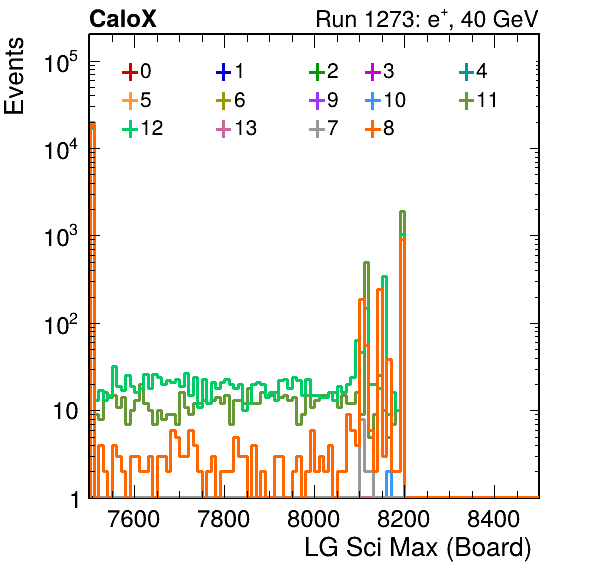 CaloX Run 1273: e⁺, 40 GeV
Events
10⁵
10⁴
10³
10²
10
1
0 1 2 3 4
5 6 9 10 11
12 13 7 8
7600 7800 8000 8200 8400
LG Sci Max (Board)